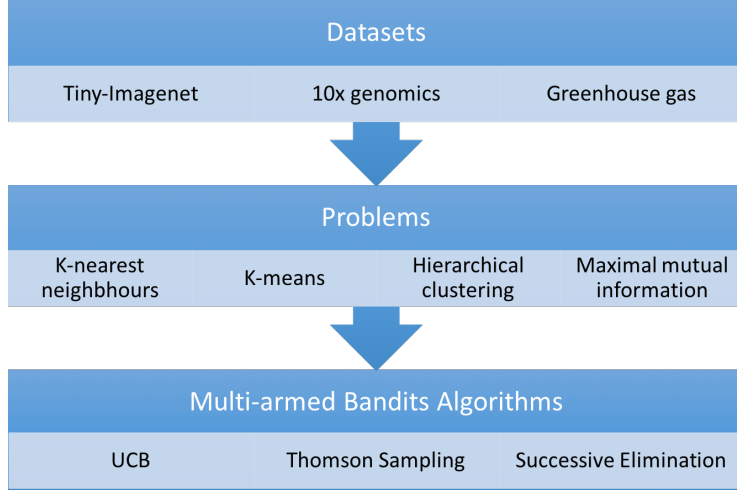 Datasets
Tiny-Imagenet
10x genomics
Greenhouse gas
Problems
K-nearest
neighbhours
K-means
Hierarchical
clustering
Maximal mutual
information
Multi-armed Bandits Algorithms
UCB
Thomson Sampling
Successive Elimination